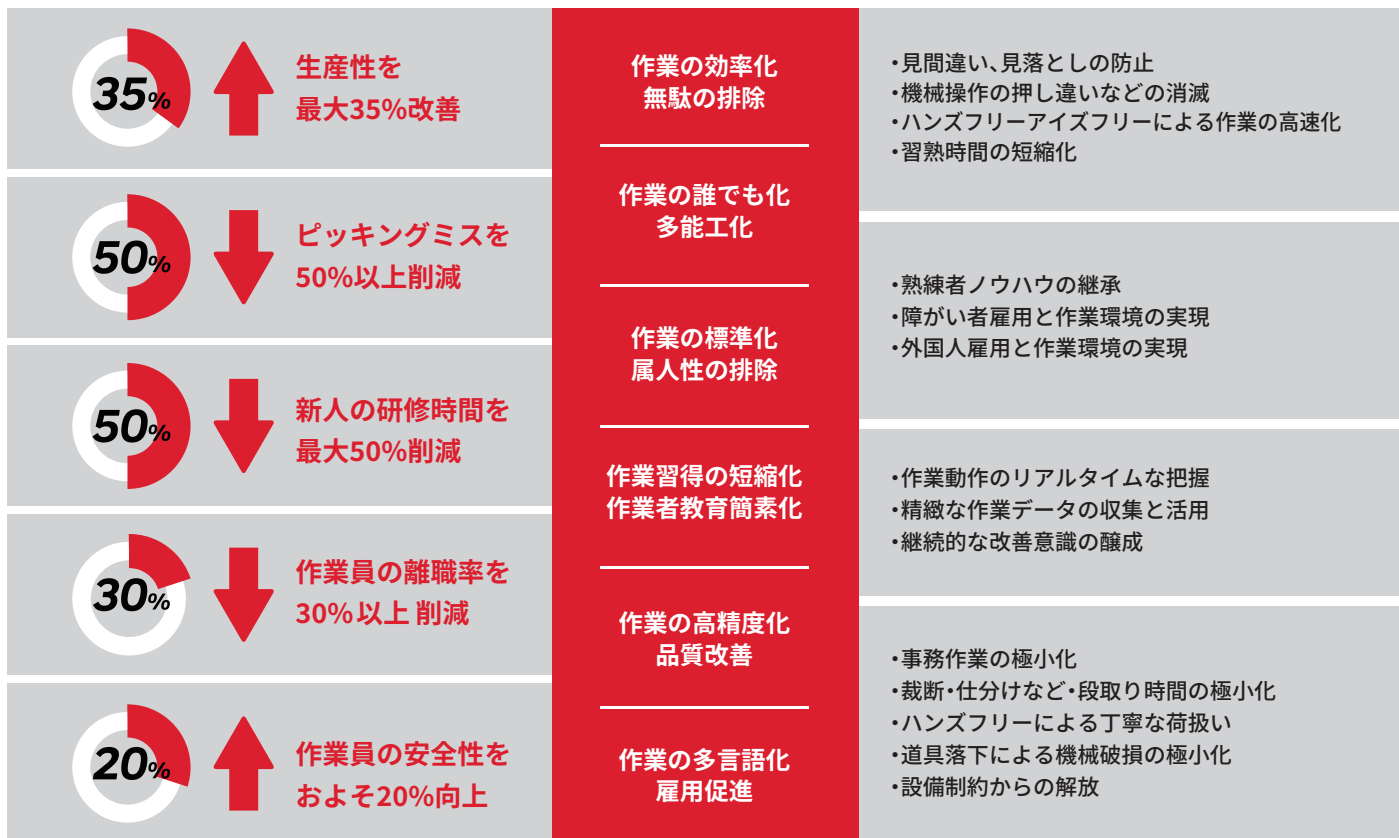 35%
生産性を
最大35%改善
50%
ピッキングミスを
50%以上削減
50%
新人の研修時間を
最大50%削減
30%
作業員の離職率を
30%以上 削減
20%
作業員の安全性を
およそ20%向上
作業の効率化
無駄の排除
作業の誰でも化
多能工化
作業の標準化
属人性の排除
作業習得の短縮化
作業者教育簡素化
作業の高精度化
品質改善
作業の多言語化
雇用促進
・見間違い、見落としの防止
・機械操作の押し違いなどの消滅
・ハンズフリーアイズフリーによる作業の高速化
・習熟時間の短縮化
・熟練者ノウハウの継承
・障がい者雇用と作業環境の実現
・外国人雇用と作業環境の実現
・作業動作のリアルタイムな把握
・精緻な作業データの収集と活用
・継続的な改善意識の醸成
・事務作業の極小化
・裁断・仕分けなど・段取り時間の極小化
・ハンズフリーによる丁寧な荷扱い
・道具落下による機械破損の極小化
・設備制約からの解放